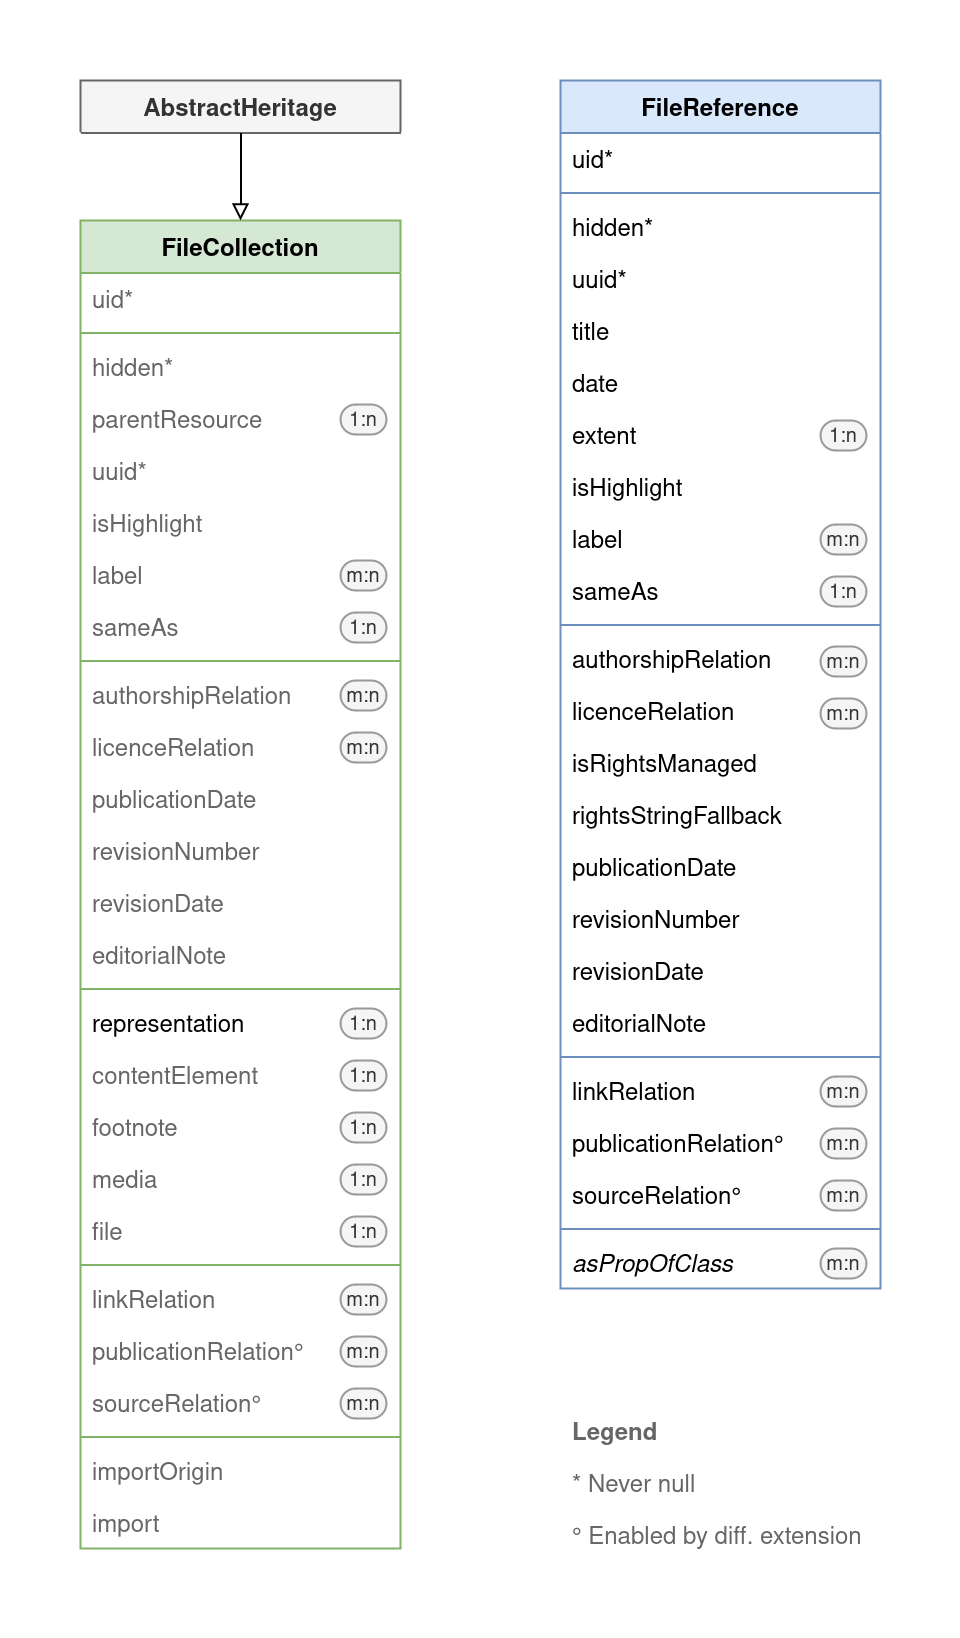 AbstractHeritage
FileCollection
uid*
hidden*
parentResource 1:n
uuid*
isHighlight
label m:n
sameAs 1:n
authorshipRelation m:n
licenceRelation m:n
publicationDate
revisionNumber
revisionDate
editorialNote
representation 1:n
contentElement 1:n
footnote 1:n
media 1:n
file 1:n
linkRelation m:n
publicationRelation° m:n
sourceRelation° m:n
importOrigin
import
FileReference
uid*
hidden*
uuid*
title
date
extent 1:n
isHighlight
label m:n
sameAs 1:n
authorshipRelation m:n
licenceRelation m:n
isRightsManaged
rightsStringFallback
publicationDate
revisionNumber
revisionDate
editorialNote
linkRelation m:n
publicationRelation° m:n
sourceRelation° m:n
asPropOfClass m:n
Legend
* Never null
° Enabled by diff. extension